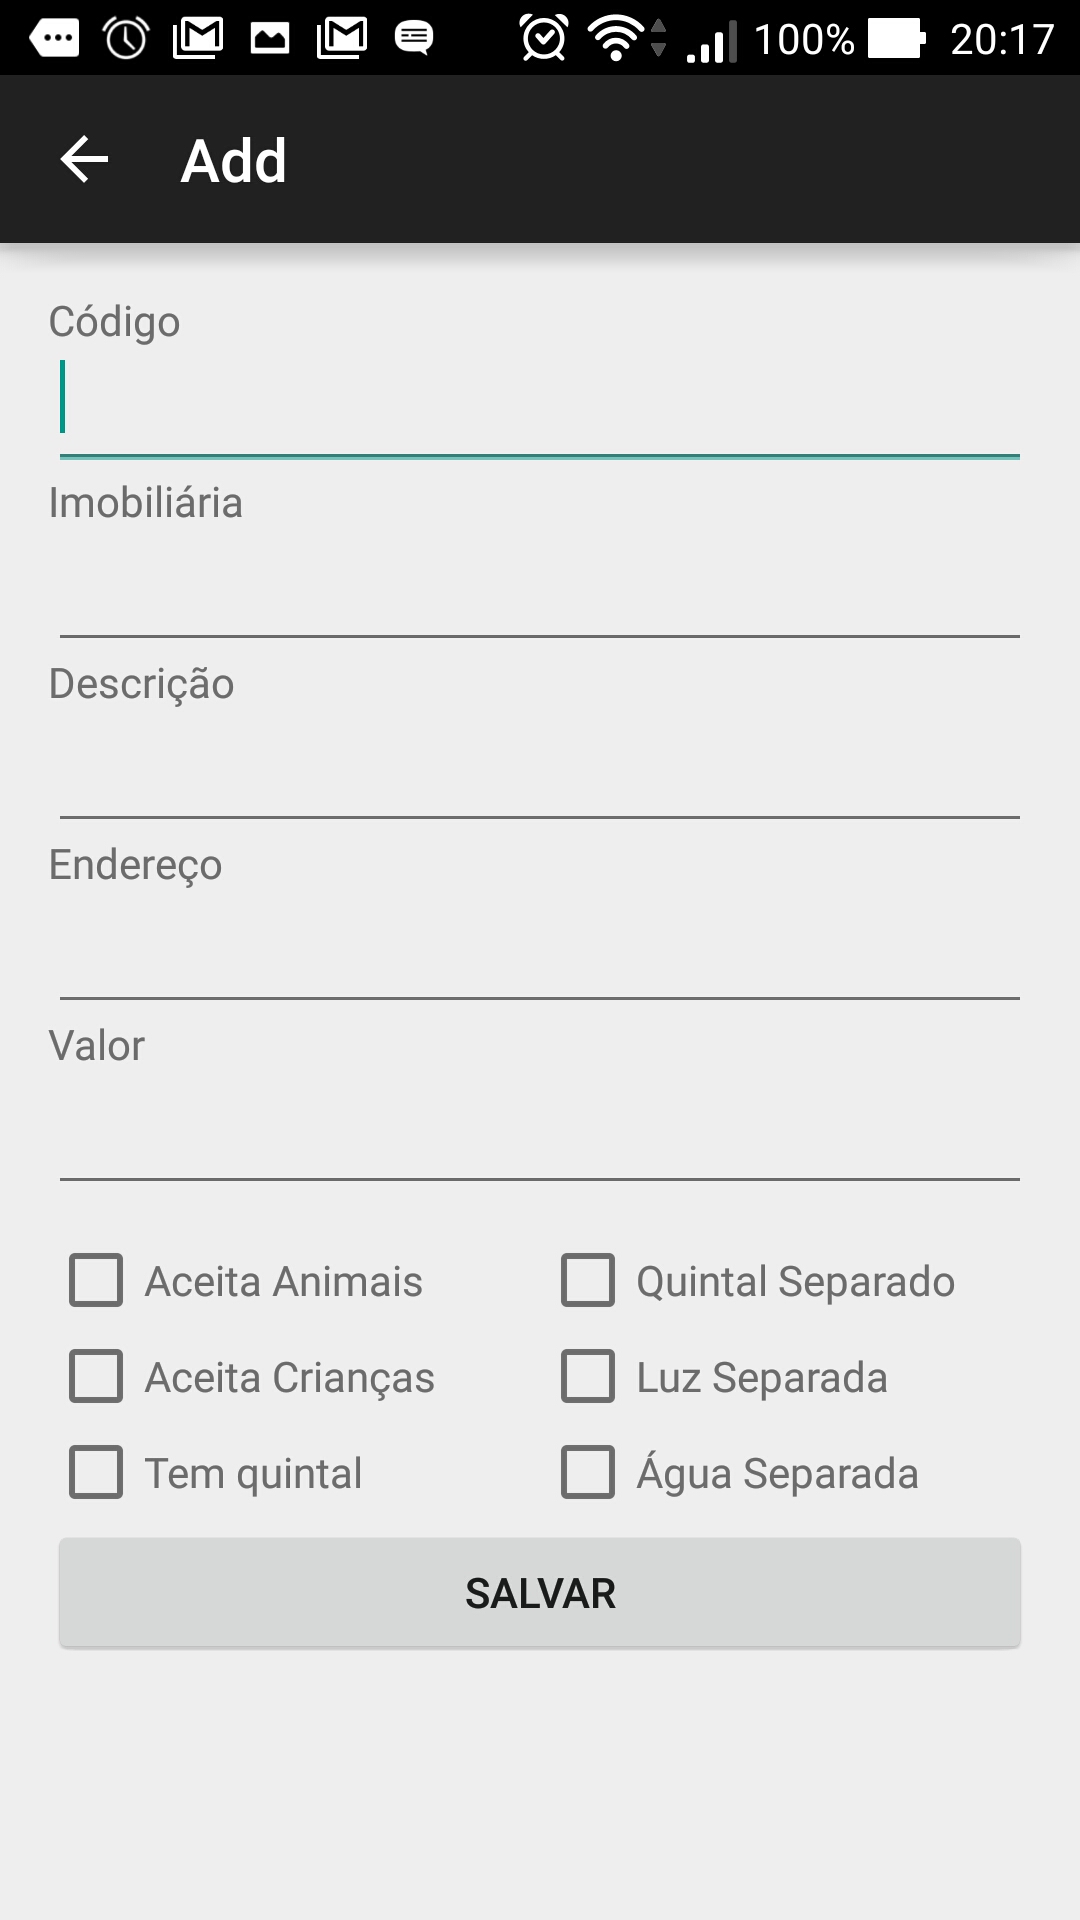 100% 20:17
Add
Código
Imobiliária
Descrição
Endereço
Valor
Aceita Animais Quintal Separado
Aceita Crianças Luz Separada
Tem quintal Água Separada
SALVAR